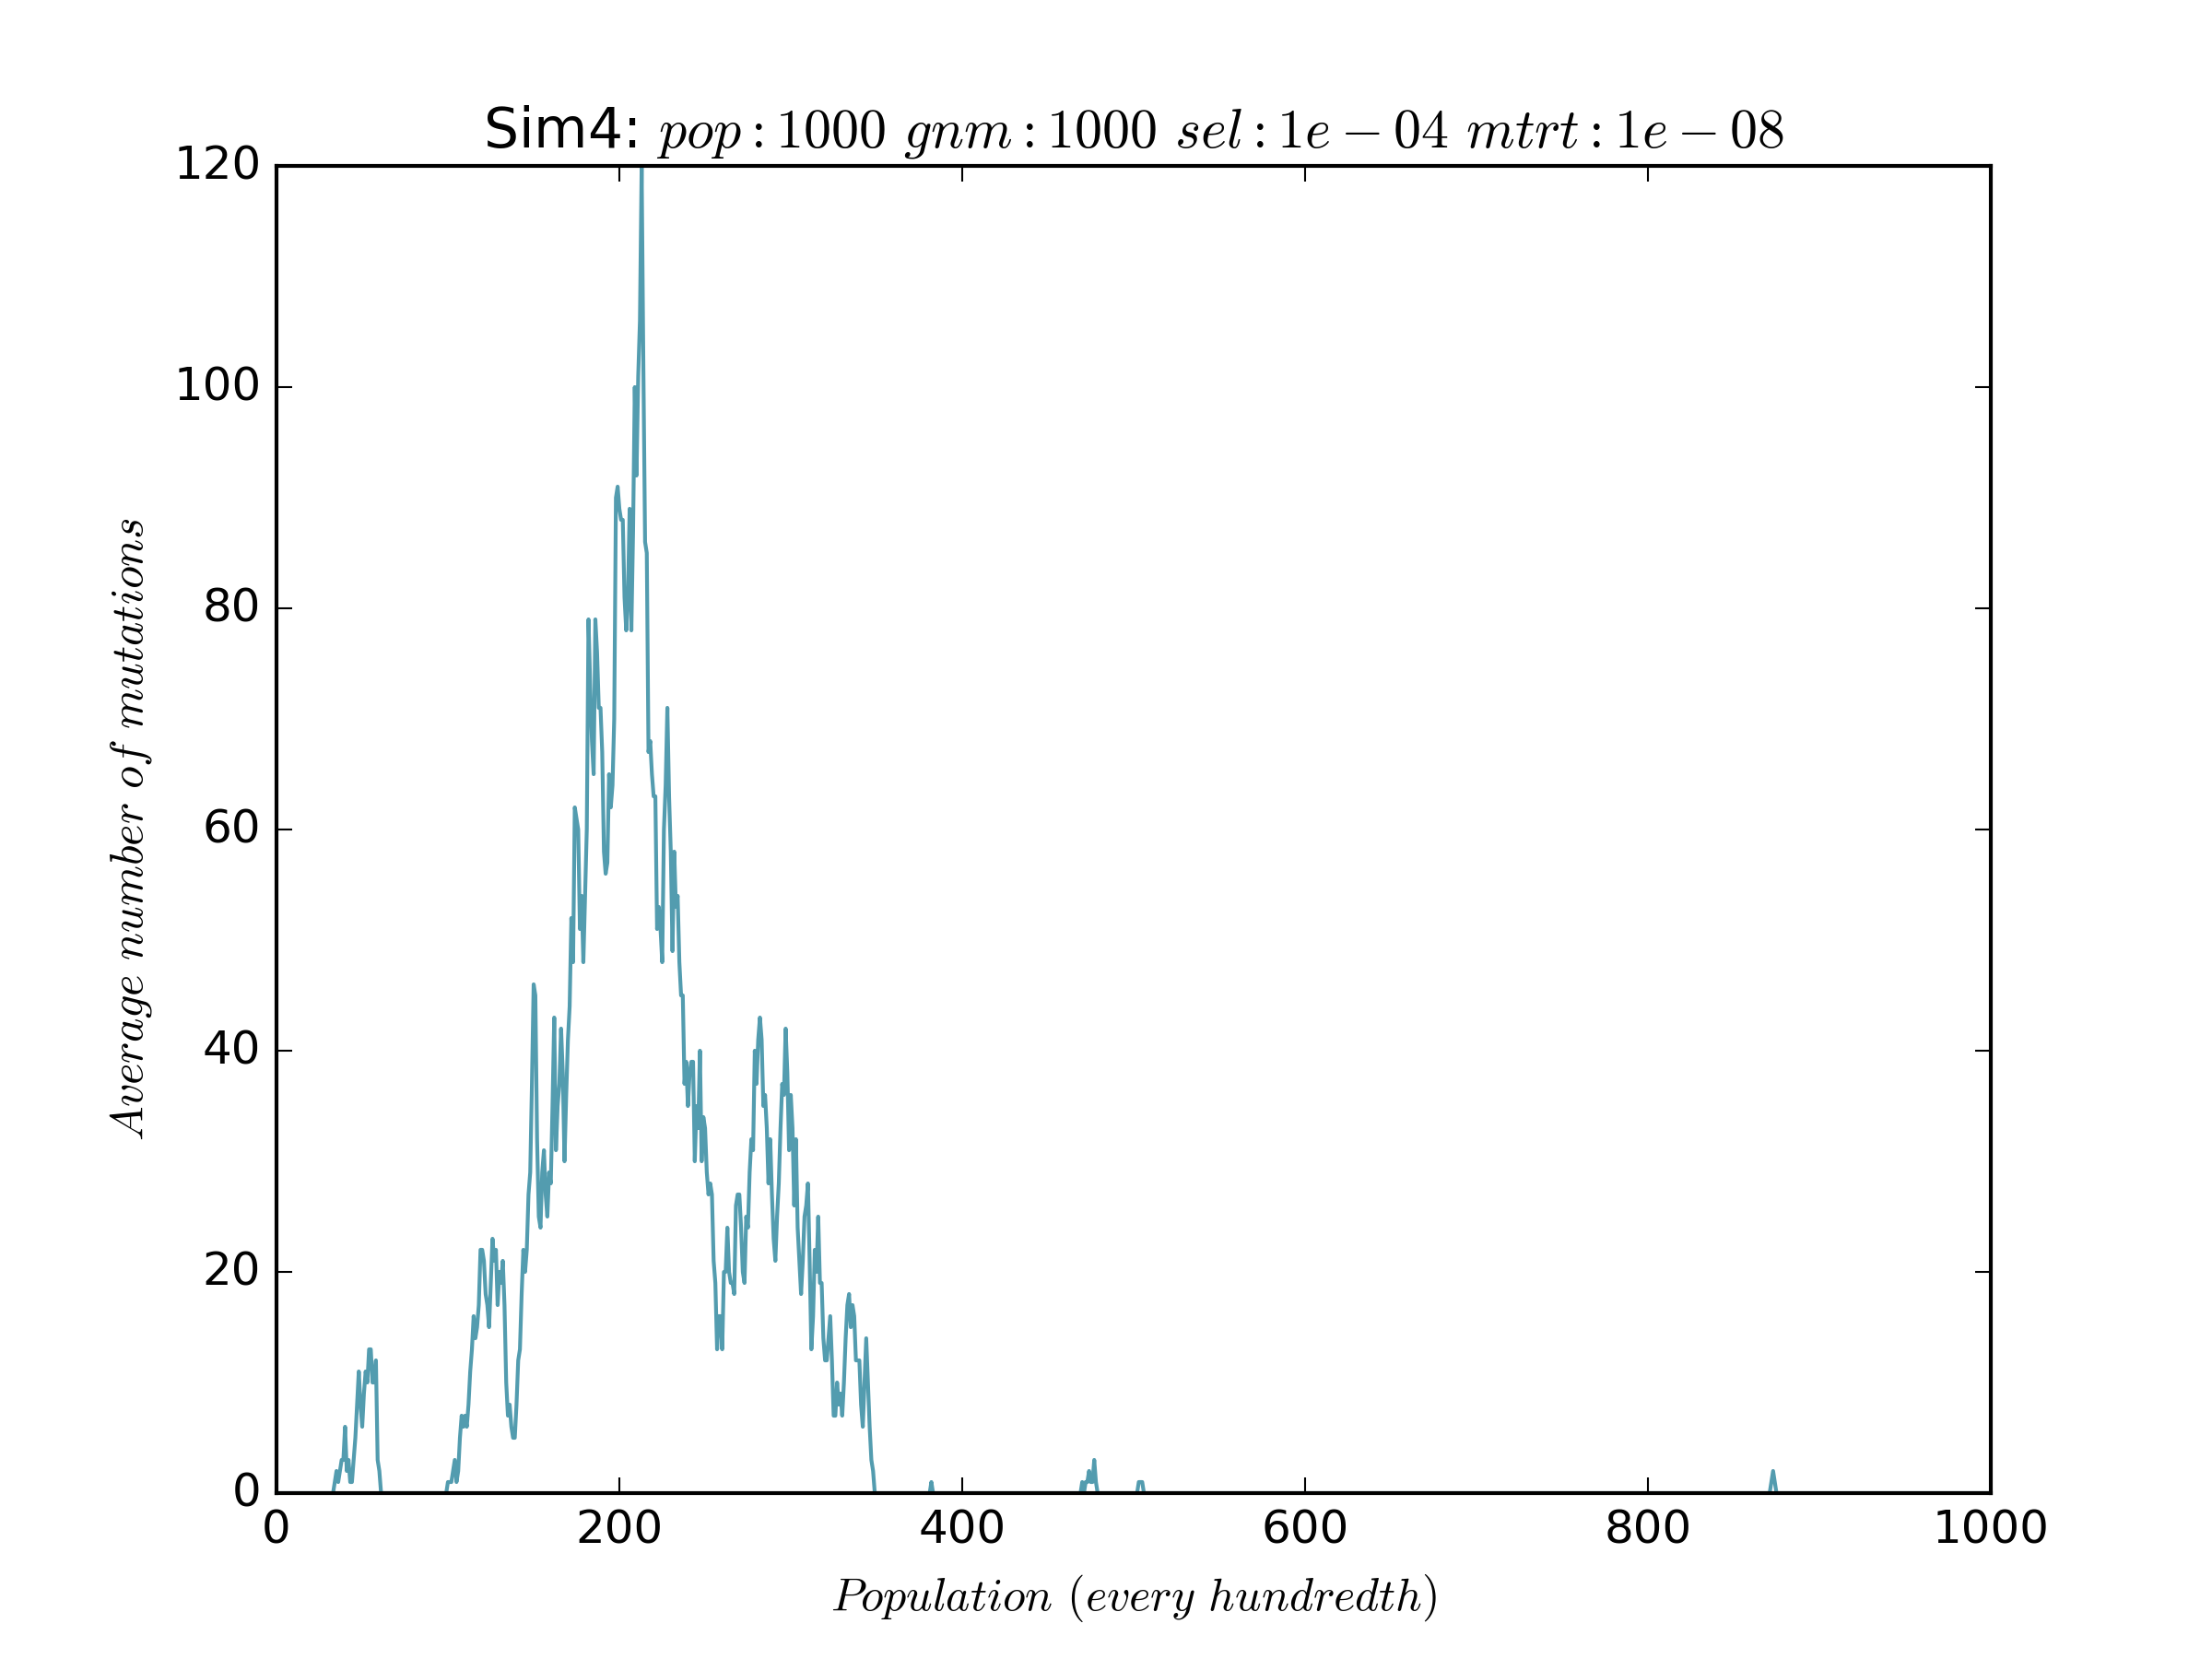 Sim4: pop : 1000 gnm : 1000 sel : 1e − 04 mtrt : 1e − 08
120
100
80
60
40
20
0
Average number of mutations
0 200 400 600 800 1000
Population (every hundredth)